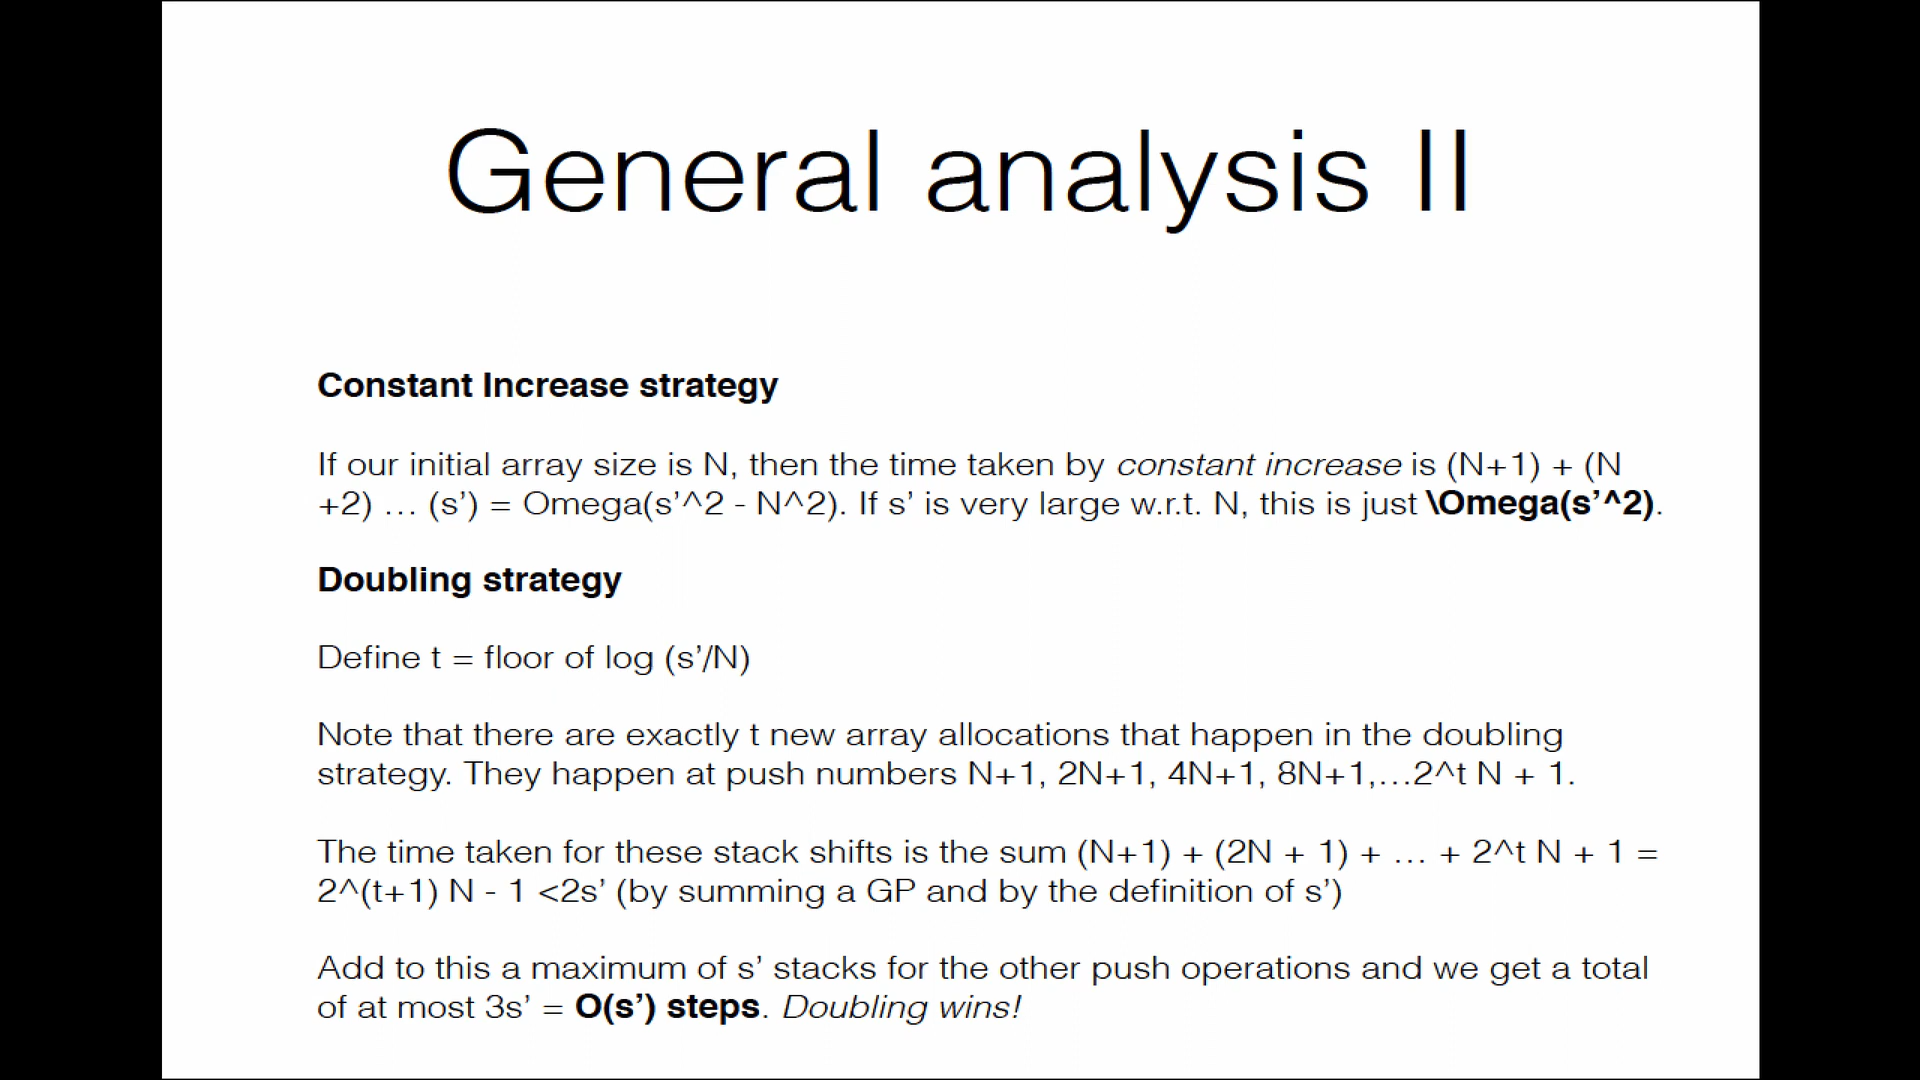 General analysis II
Constant Increase strategy
If our initial array size is N, then the time taken by constant increase is (N+1) + (N
+2) … (s’) = Omega(s’^2 - N^2). If s’ is very large w.r.t. N, this is just \Omega(s’^2).
Doubling strategy
Define t = floor of log (s’/N)
Note that there are exactly t new array allocations that happen in the doubling
strategy. They happen at push numbers N+1, 2N+1, 4N+1, 8N+1,…2^t N + 1.
The time taken for these stack shifts is the sum (N+1) + (2N + 1) + … + 2^t N + 1 =
2^(t+1) N - 1 <2s’ (by summing a GP and by the definition of s’)
Add to this a maximum of s’ stacks for the other push operations and we get a total
of at most 3s’ = O(s’) steps. Doubling wins!